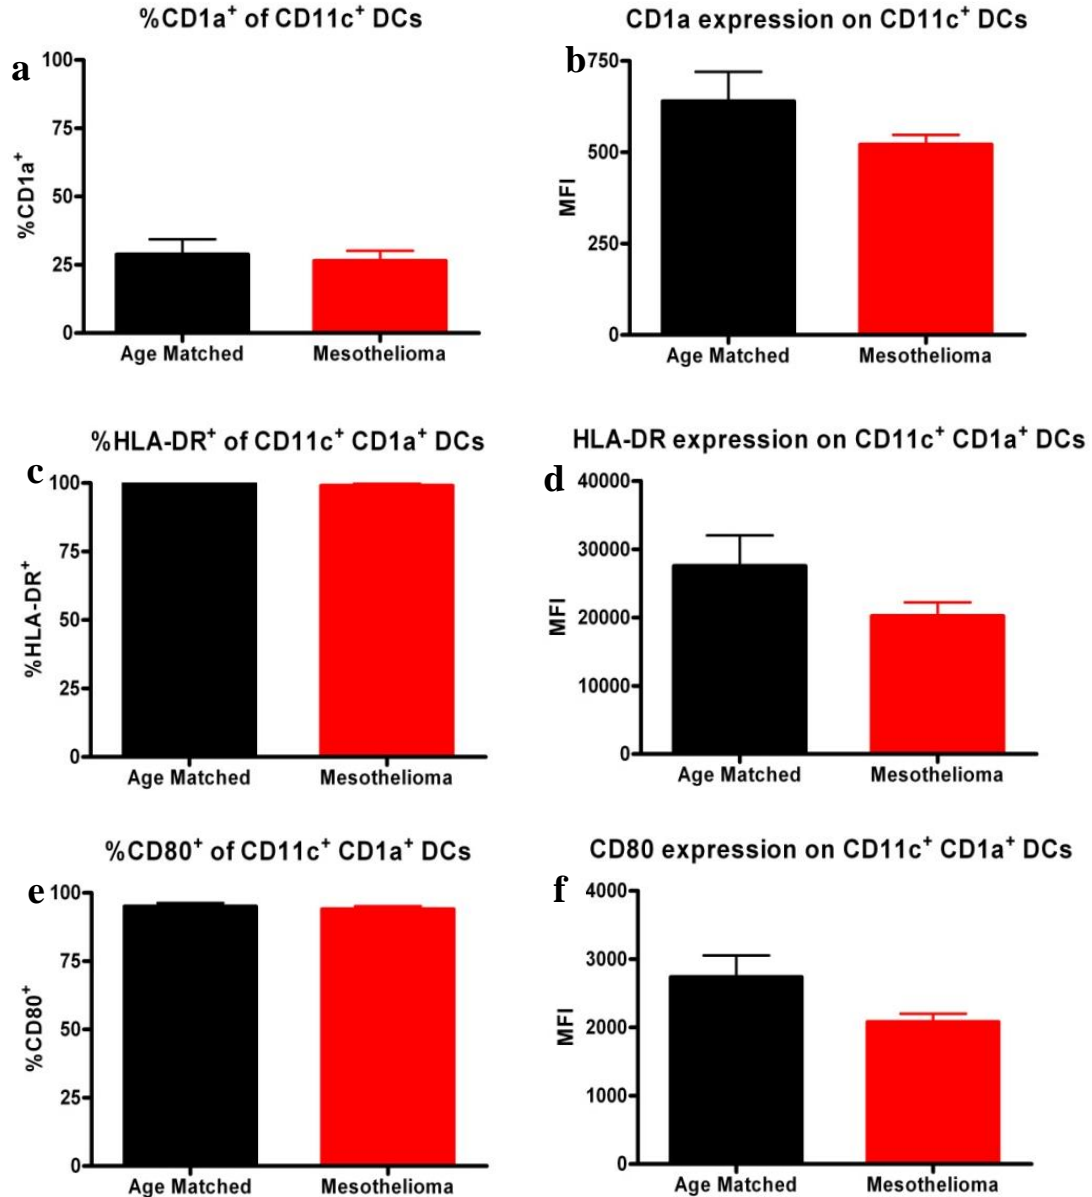 %CD1a⁺ of CD11c⁺ DCs
a
100
75
50
25
0
%CD1a⁺
Age Matched
Mesothelioma
CD1a expression on CD11c⁺ DCs
b
750
500
250
0
MFI
Age Matched
Mesothelioma
%HLA-DR⁺ of CD11c⁺ CD1a⁺ DCs
c
100
75
50
25
0
%HLA-DR⁺
Age Matched
Mesothelioma
HLA-DR expression on CD11c⁺ CD1a⁺ DCs
d
40000
30000
20000
10000
0
MFI
Age Matched
Mesothelioma
%CD80⁺ of CD11c⁺ CD1a⁺ DCs
e
100
75
50
25
0
%CD80⁺
Age Matched
Mesothelioma
CD80 expression on CD11c⁺ CD1a⁺ DCs
f
4000
3000
2000
1000
0
MFI
Age Matched
Mesothelioma